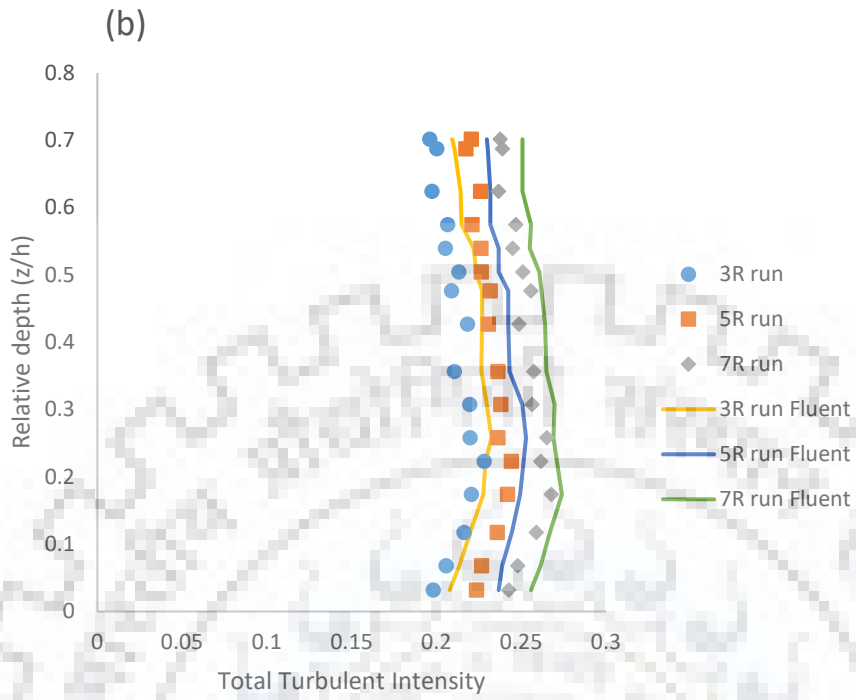 (b)
0.8
0.7
0.6
0.5
0.4
0.3
0.2
0.1
0
0 0.05 0.1 0.15 0.2 0.25 0.3
Relative depth (z/h)
Total Turbulent Intensity
3R run
5R run
7R run
3R run Fluent
5R run Fluent
7R run Fluent